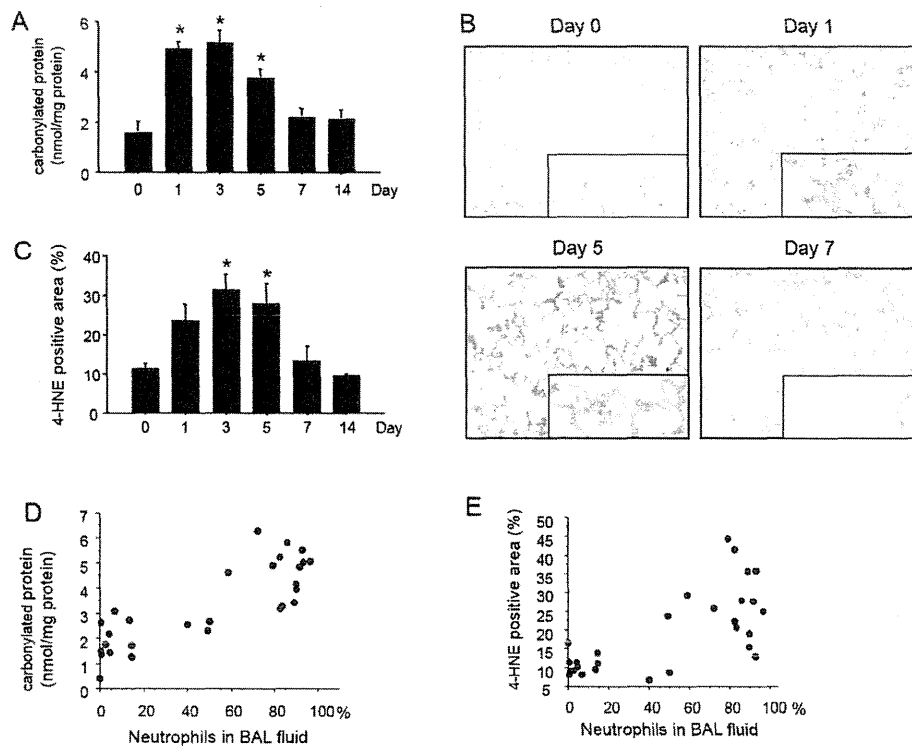 A
carbonylated protein
(nmol/mg protein)
6
4
2
0
* * *
0 1 3 5 7 14 Day
B
Day 0 Day 1
Day 5 Day 7
C
4-HNE positive area (%)
40
30
20
10
0
* *
0 1 3 5 7 14 Day
D
carbonylated protein
(nmol/mg protein)
7
6
5
4
3
2
1
0
0 20 40 60 80 100 %
Neutrophils in BAL fluid
E
4-HNE positive area (%)
50
45
40
35
30
25
20
15
10
5
0 20 40 60 80 100 %
Neutrophils in BAL fluid